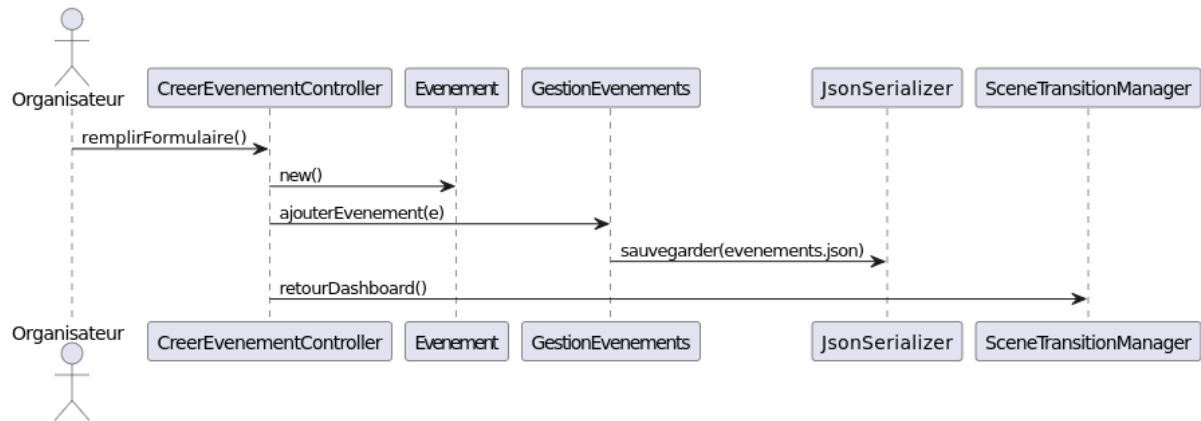 Organisateur
CreerEvenementController
Evenement
GestionEvenements
JsonSerializer
SceneTransitionManager
remplirFormulaire()
new()
ajouterEvenement(e)
sauvegarder(evenements.json)
retourDashboard()
Organisateur
CreerEvenementController
Evenement
GestionEvenements
JsonSerializer
SceneTransitionManager